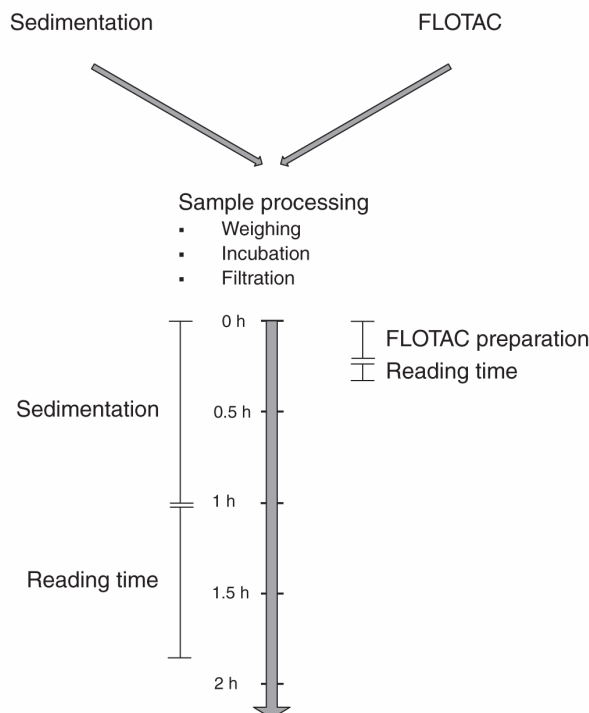 Sedimentation
FLOTAC
Sample processing
▪ Weighing
▪ Incubation
▪ Filtration
0 h
FLOTAC preparation
Reading time
Sedimentation
0.5 h
1 h
Reading time
1.5 h
2 h